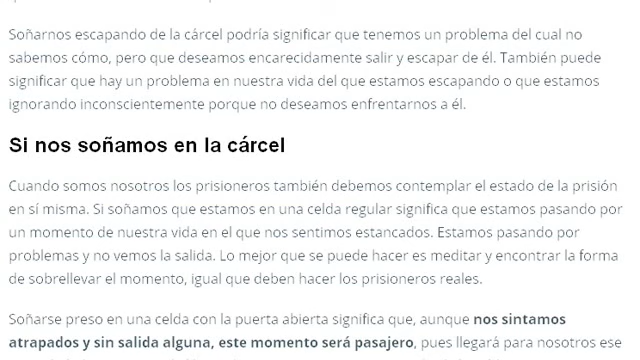 Soñarnos escapando de la cárcel podría significar que tenemos un problema del cual no
sabemos cómo, pero que deseamos encarecidamente salir y escapar de él. También puede
significar que hay un problema en nuestra vida del que estamos escapando o que estamos
ignorando inconscientemente porque no deseamos enfrentarnos a él.
Si nos soñamos en la cárcel
Cuando somos nosotros los prisioneros también debemos contemplar el estado de la prisión
en sí misma. Si soñamos que estamos en una celda regular significa que estamos pasando por
un momento de nuestra vida en el que nos sentimos estancados. Estamos pasando por
problemas y no vemos la salida. Lo mejor que se puede hacer es meditar y encontrar la forma
de sobrellevar el momento, igual que deben hacer los prisioneros reales.
Soñarse preso en una celda con la puerta abierta significa que, aunque nos sintamos
atrapados y sin salida alguna, este momento será pasajero, pues llegará para nosotros ese